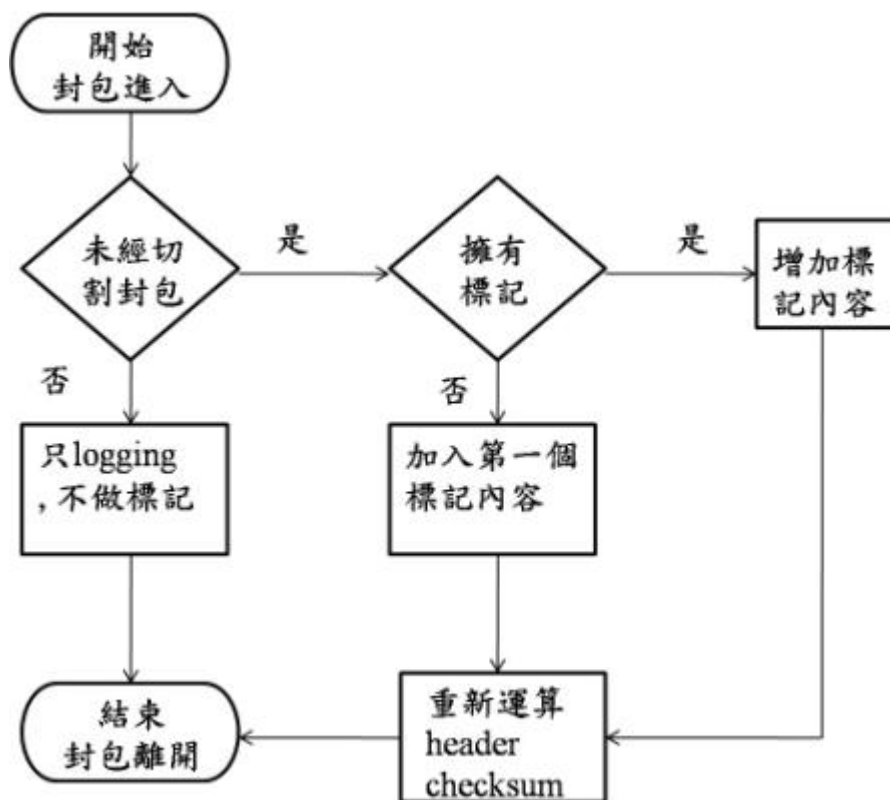 開始
封包進入
未經切
割封包
是
擁有
標記
是
增加標
記內容
否
否
只logging
,不做標記
加入第一個
標記內容
結束
封包離開
重新運算
header
checksum